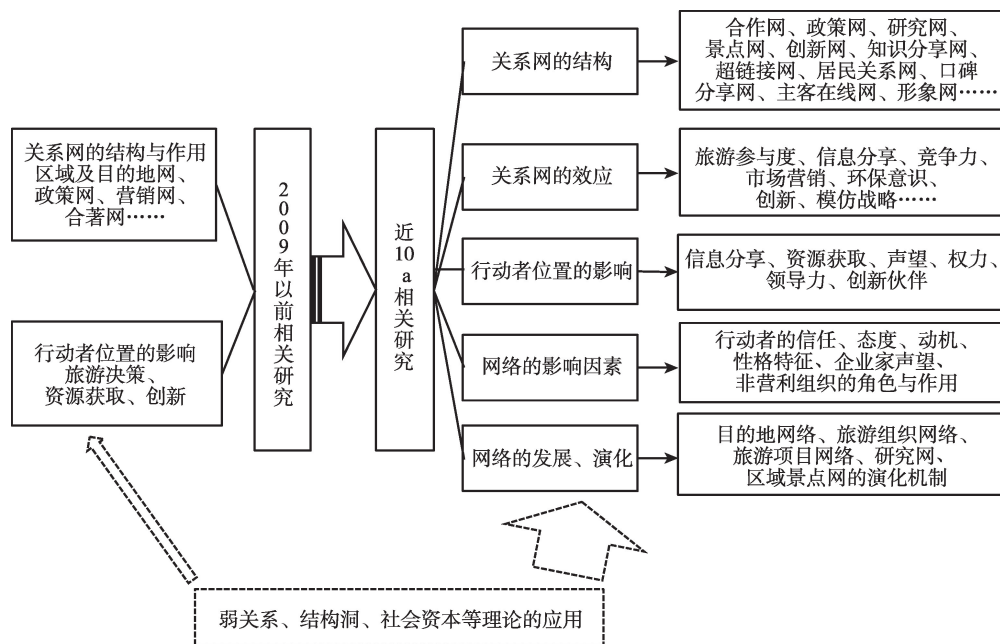 关系网的结构与作用
区域及目的地网、
政策网、营销网、
合著网……
行动者位置的影响
旅游决策、
资源获取、创新
2009年以前相关研究
近10a相关研究
关系网的结构
合作网、政策网、研究网、
景点网、创新网、知识分享网、
超链接网、居民关系网、口碑
分享网、主客在线网、形象网……
关系网的效应
旅游参与度、信息分享、竞争力、
市场营销、环保意识、
创新、模仿战略……
行动者位置的影响
信息分享、资源获取、声望、权力、
领导力、创新伙伴
网络的影响因素
行动者的信任、态度、动机、
性格特征、企业家声望、
非营利组织的角色与作用
网络的发展、演化
目的地网络、旅游组织网络、
旅游项目网络、研究网、
区域景点网的演化机制
弱关系、结构洞、社会资本等理论的应用